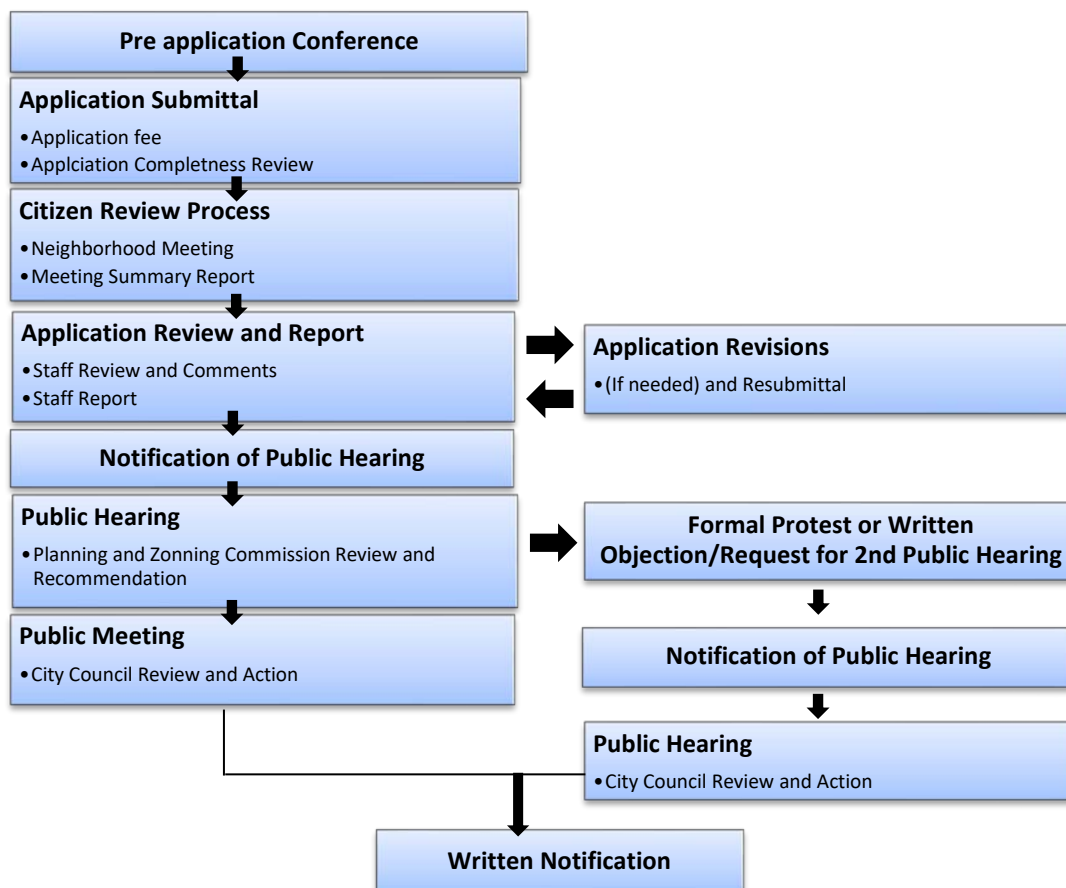 Pre application Conference
Application Submittal
•Application fee
•Applciation Completness Review
Citizen Review Process
•Neighborhood Meeting
•Meeting Summary Report
Application Review and Report
•Staff Review and Comments
•Staff Report
Application Revisions
•(If needed) and Resubmittal
Notification of Public Hearing
Public Hearing
•Planning and Zonning Commission Review and
Recommendation
Formal Protest or Written
Objection/Request for 2nd Public Hearing
Public Meeting
•City Council Review and Action
Notification of Public Hearing
Public Hearing
•City Council Review and Action
Written Notification